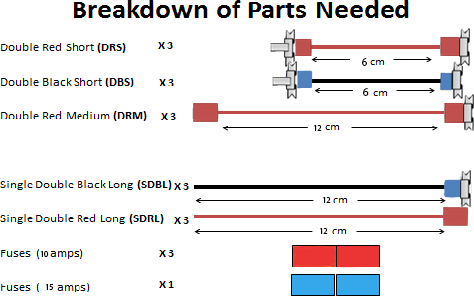 Breakdown of Parts Needed
Double Red Short (DRS) X 3
6 cm
Double Black Short (DBS) X 3
6 cm
Double Red Medium (DRM) X 3
12 cm
Single Double Black Long (SDBL) X 3
12 cm
Single Double Red Long (SDRL) X 3
12 cm
Fuses (10 amps) X 3
Fuses ( 15 amps) X 1